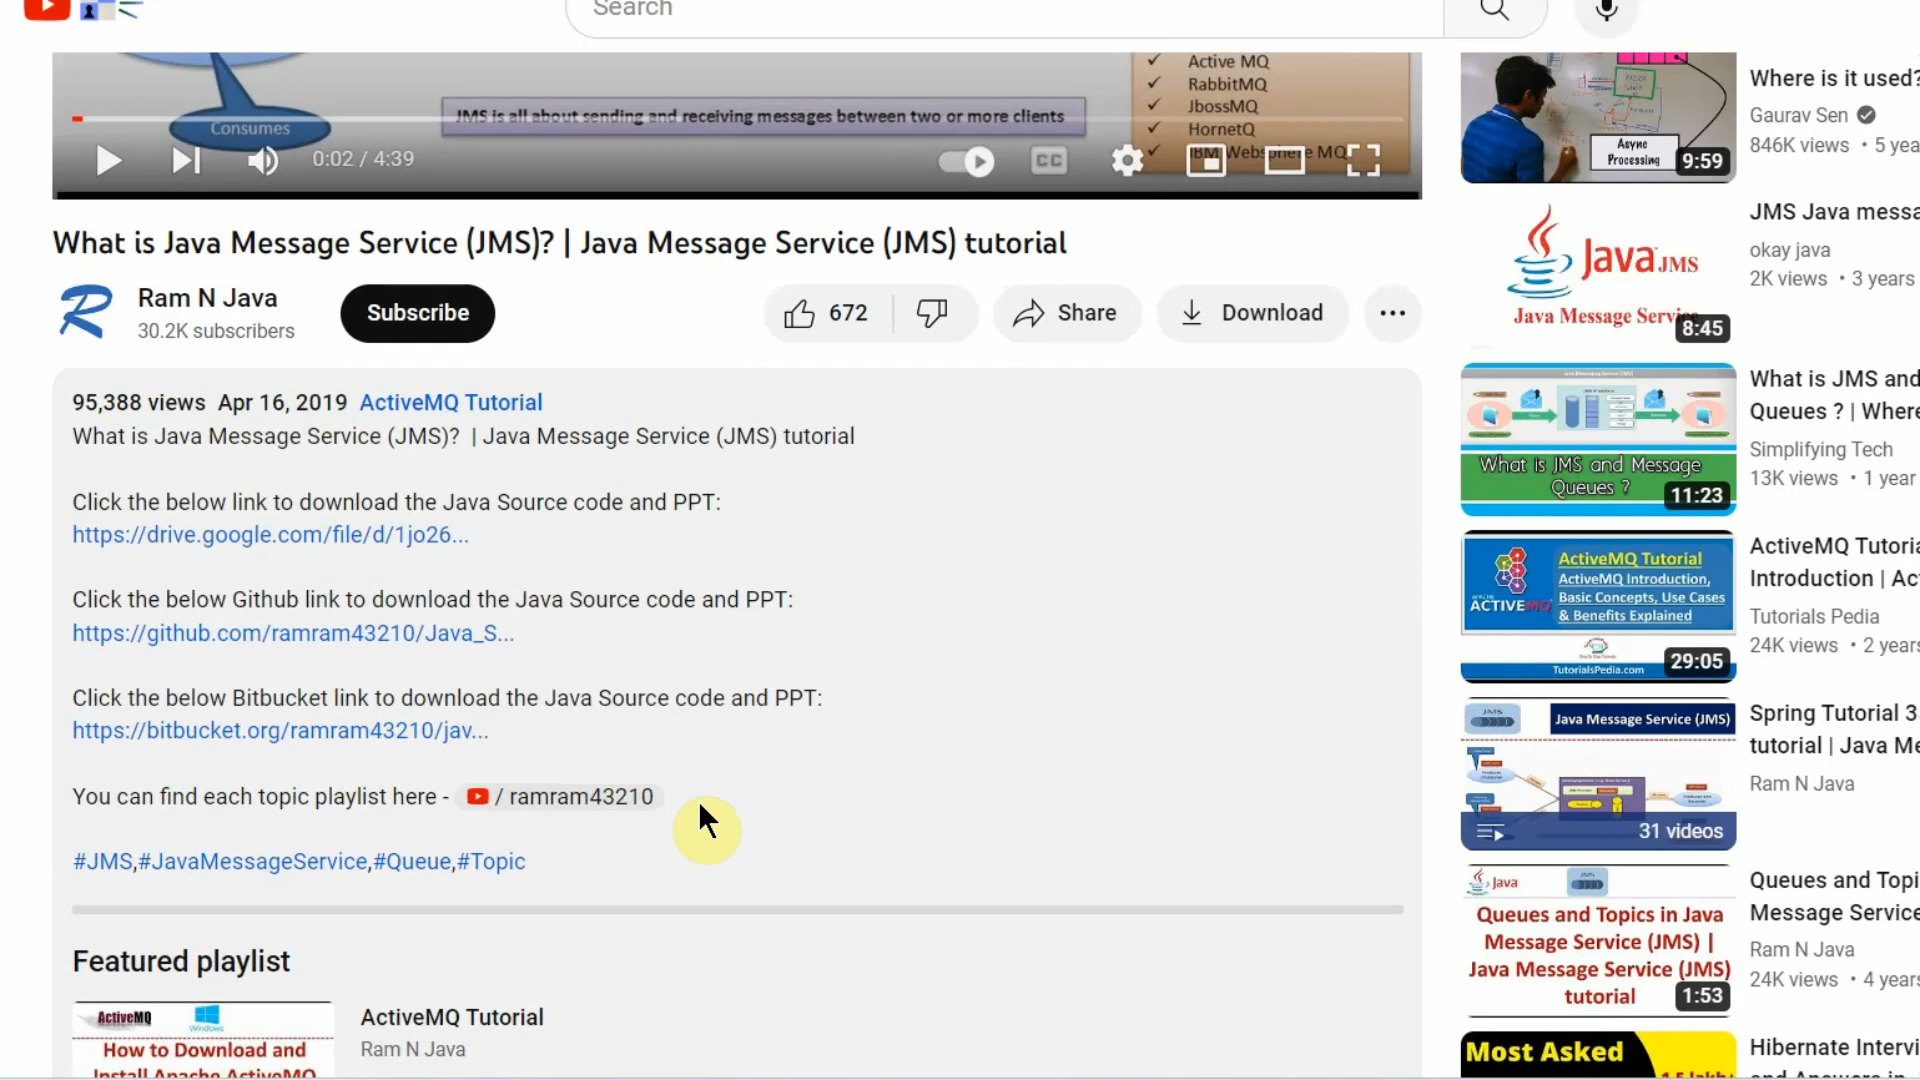 Search
Consumes
JMS is all about sending and receiving messages between two or more clients
Active MQ
RabbitMQ
JbossMQ
HornetQ
IBM Websphere MQ
0:02 / 4:39
CC
What is Java Message Service (JMS)? | Java Message Service (JMS) tutorial
Ram N Java
30.2K subscribers
Subscribe
672
Share
Download
95,388 views Apr 16, 2019 ActiveMQ Tutorial
What is Java Message Service (JMS)? | Java Message Service (JMS) tutorial
Click the below link to download the Java Source code and PPT:
https://drive.google.com/file/d/1jo26...
Click the below Github link to download the Java Source code and PPT:
https://github.com/ramram43210/Java_S...
Click the below Bitbucket link to download the Java Source code and PPT:
https://bitbucket.org/ramram43210/jav...
You can find each topic playlist here - / ramram43210
#JMS,#JavaMessageService,#Queue,#Topic
Featured playlist
ActiveMQ
Windows
How to Download and
Install Apache ActiveMQ
ActiveMQ Tutorial
Ram N Java
Async
Processing
9:59
Where is it used?
Gaurav Sen
846K views • 5 yea
Java JMS
Java Message Service
8:45
JMS Java messa
okay java
2K views • 3 years
What is JMS and Message
Queues ?
11:23
What is JMS and
Queues ? | Where
Simplifying Tech
13K views • 1 year
ActiveMQ Tutorial
ActiveMQ Introduction,
Basic Concepts, Use Cases
& Benefits Explained
APACHE
ACTIVEMQ
TutorialsPedia.com
29:05
ActiveMQ Tutoria
Introduction | Ac
Tutorials Pedia
24K views • 2 years
JMS
Java Message Service (JMS)
31 videos
Spring Tutorial 3
tutorial | Java Me
Ram N Java
Java
JMS
Queues and Topics in Java
Message Service (JMS) |
Java Message Service (JMS)
tutorial
1:53
Queues and Topi
Message Service
Ram N Java
24K views • 4 years
Most Asked
Hibernate Intervi